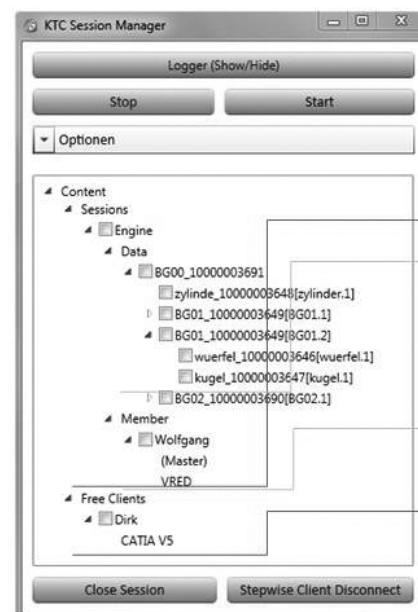 KTC Session Manager
Logger (Show/Hide)
Stop Start
Optionen
Content
Sessions
Engine
Data
BG00_10000003691
zylinde_10000003648[zylinder.1]
BG01_10000003649[BG01.1]
BG01_10000003649[BG01.2]
wuerfel_10000003646[wuerfel.1]
kugel_10000003647[kugel.1]
BG02_10000003690[BG02.1]
Member
Wolfgang
(Master)
VRED
Free Clients
Dirk
CATIA V5
Close Session Stepwise Client Disconnect